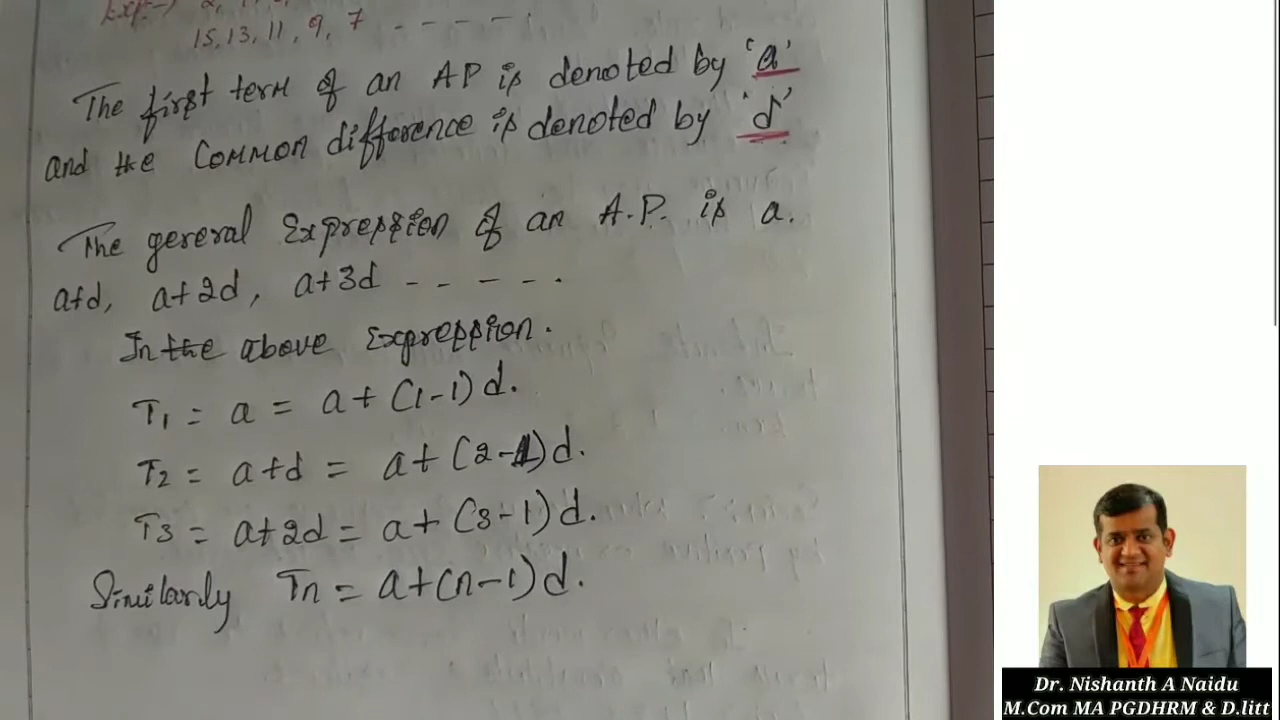 Exp:-) 2, 
15, 13, 11, 9, 7 - - - - .
The first term of an AP is denoted by 'a'
and the common difference is denoted by 'd'
The general Expression of an A.P. is a.
a+d, a+2d, a+3d - - - - - .
In the above Expression.
T1 = a = a+(1-1)d.
T2 = a+d = a+(2-1)d.
T3 = a+2d = a+(3-1)d.
Similarly Tn = a+(n-1)d.
Dr. Nishanth A Naidu
M.Com MA PGDHRM & D.litt